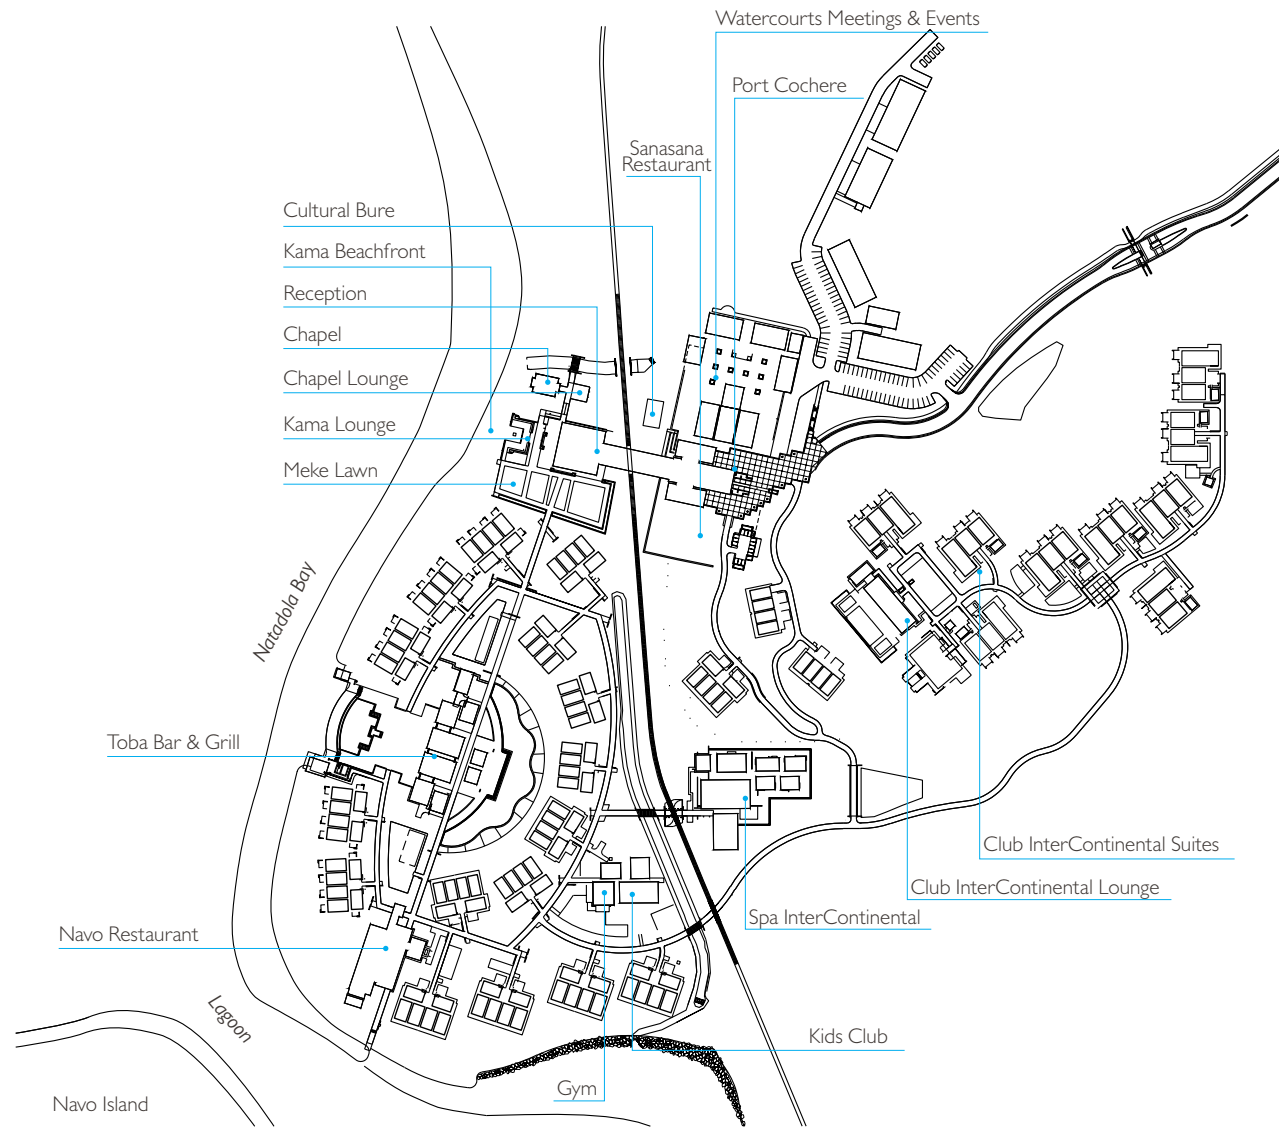 Watercourts Meetings & Events
Port Cochere
Sanasana
Restaurant
Cultural Bure
Kama Beachfront
Reception
Chapel
Chapel Lounge
Kama Lounge
Meke Lawn
Natadola Bay
Toba Bar & Grill
Club InterContinental Suites
Club InterContinental Lounge
Spa InterContinental
Navo Restaurant
Lagoon
Kids Club
Gym
Navo Island